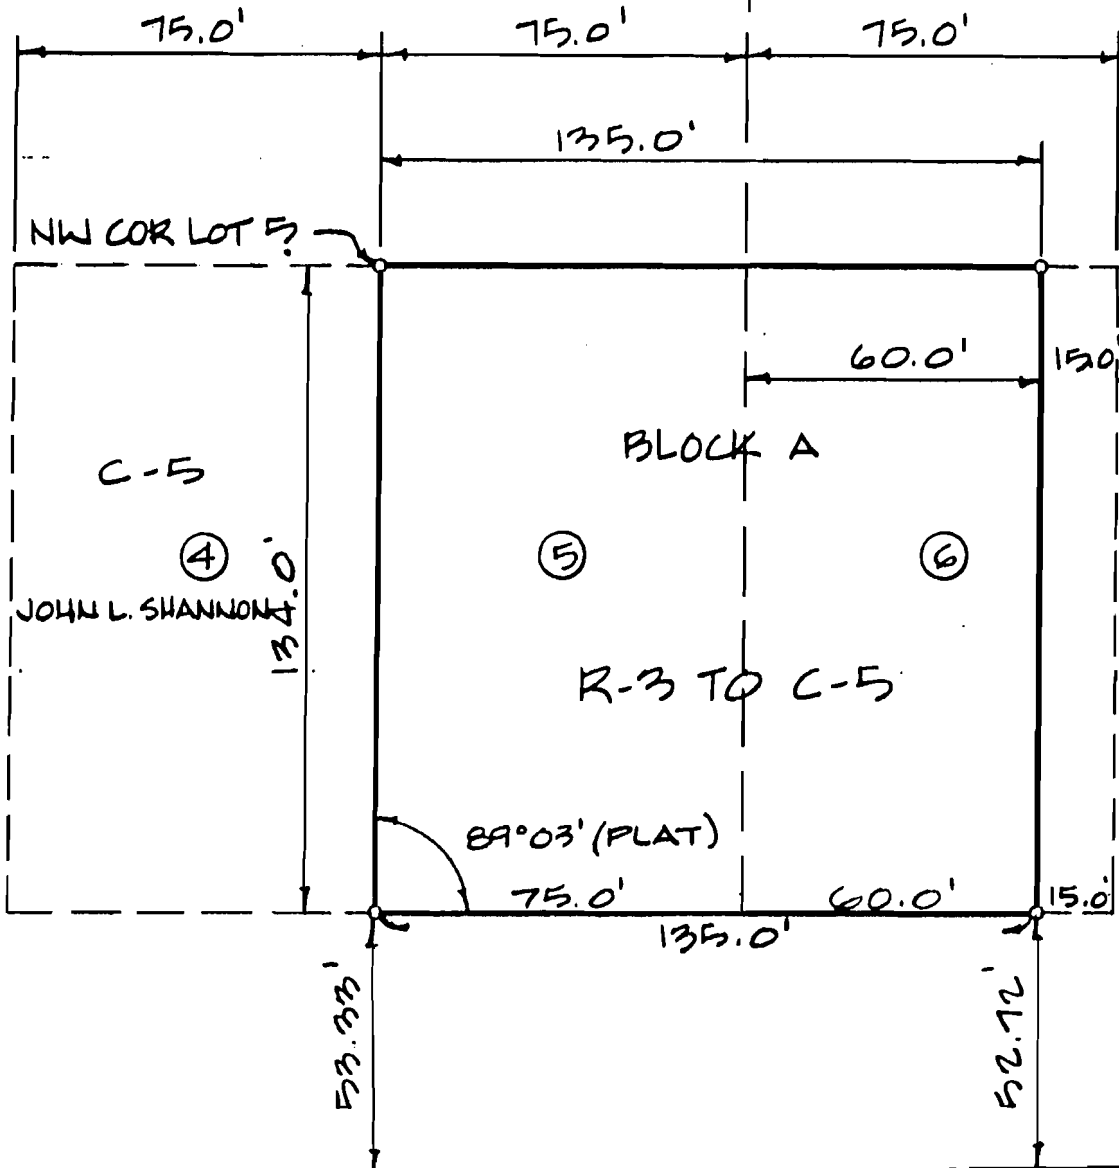 75.0' 75.0' 75.0'
135.0'
NW COR LOT 5
60.0' 15.0
BLOCK A
C-5
4 5 6
JOHN L. SHANNON
134.0'
R-3 TO C-5
89°03' (PLAT)
75.0' 60.0' 15.0'
135.0'
53.33'
52.72'